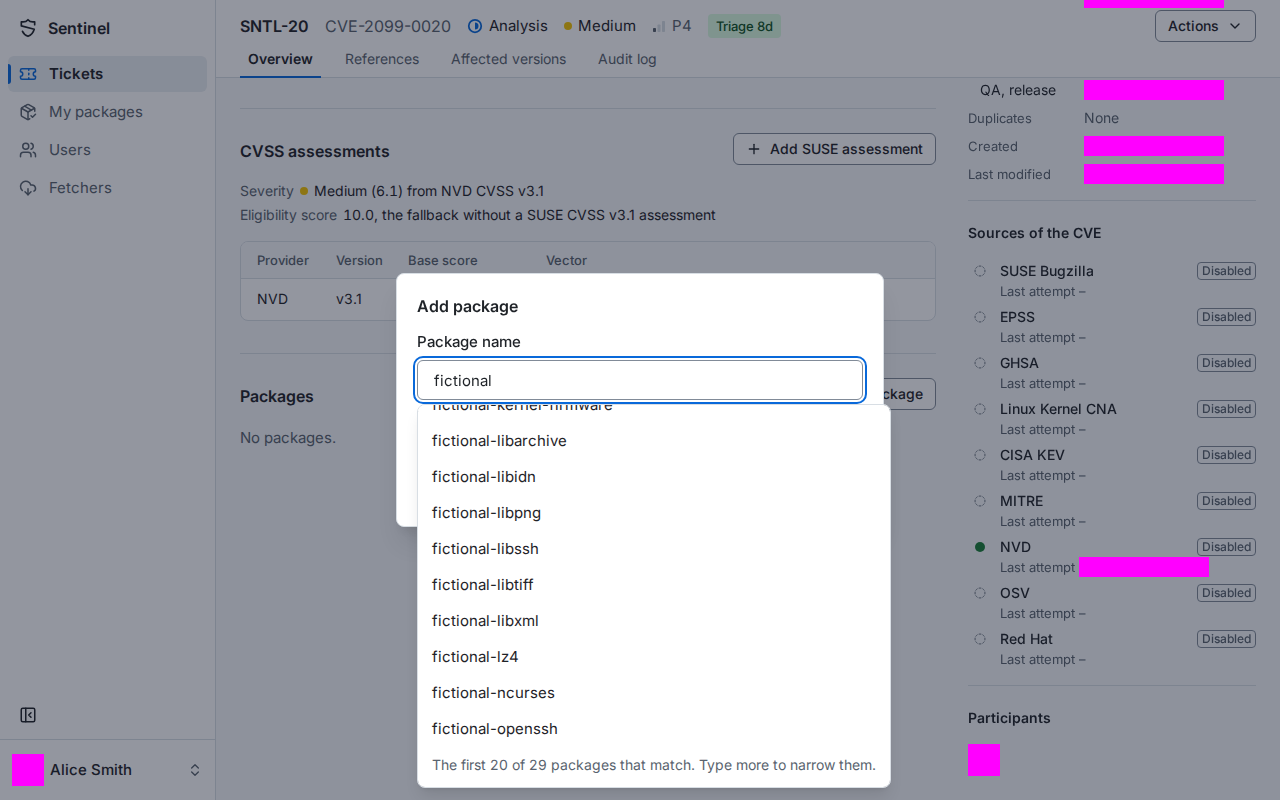 Sentinel
Tickets
My packages
Users
Fetchers
Alice Smith
SNTL-20 CVE-2099-0020 Analysis Medium P4 Triage 8d
Actions
Overview References Affected versions Audit log
CVSS assessments
Add SUSE assessment
Severity Medium (6.1) from NVD CVSS v3.1
Eligibility score 10.0, the fallback without a SUSE CVSS v3.1 assessment
Provider Version Base score Vector
NVD v3.1
Packages
ckage
No packages.
Add package
Package name
fictional
fictional-kernel-firmware
fictional-libarchive
fictional-libidn
fictional-libpng
fictional-libssh
fictional-libtiff
fictional-libxml
fictional-lz4
fictional-ncurses
fictional-openssh
The first 20 of 29 packages that match. Type more to narrow them.
QA, release
Duplicates None
Created
Last modified
Sources of the CVE
SUSE Bugzilla Disabled
Last attempt –
EPSS Disabled
Last attempt –
GHSA Disabled
Last attempt –
Linux Kernel CNA Disabled
Last attempt –
CISA KEV Disabled
Last attempt –
MITRE Disabled
Last attempt –
NVD Disabled
Last attempt
OSV Disabled
Last attempt –
Red Hat Disabled
Last attempt –
Participants